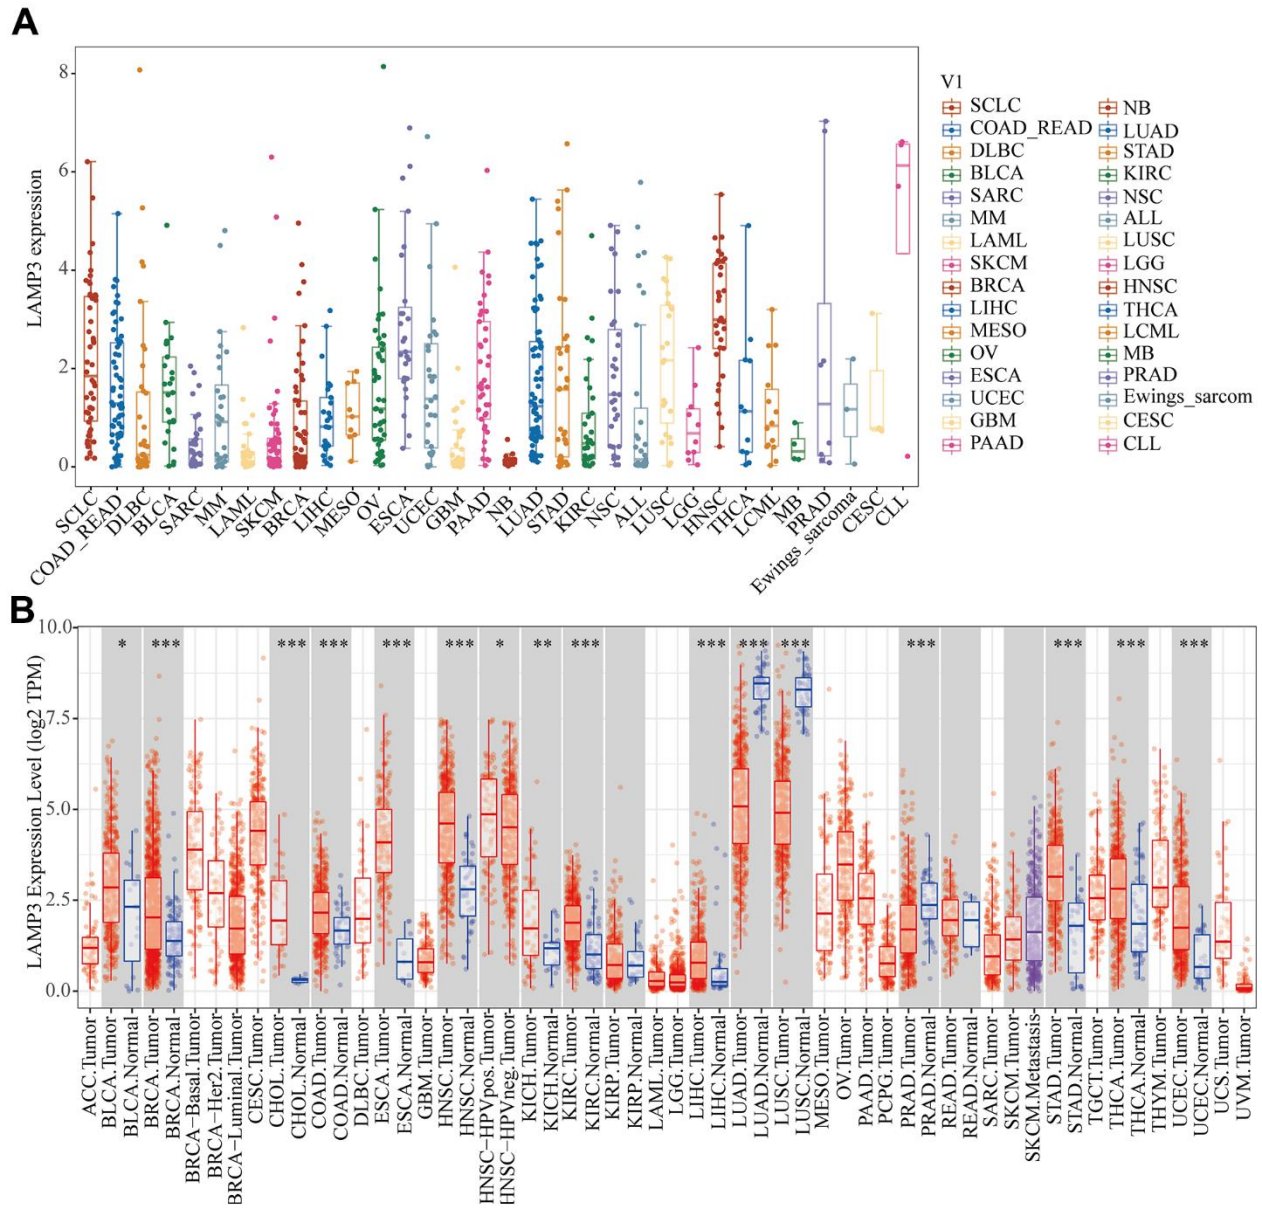 A
8
6
4
2
0
LAMP3 expression
SCLC
COAD_READ
DLBC
BLCA
SARC
MM
LAML
SKCM
BRCA
LIHC
MESO
OV
ESCA
UCEC
GBM
PAAD
NB
LUAD
STAD
KIRC
NSC
ALL
LUSC
LGG
HNSC
THCA
LCML
MB
PRAD
Ewings_sarcoma
CESC
CLL
V1
SCLC NB
COAD_READ LUAD
DLBC STAD
BLCA KIRC
SARC NSC
MM ALL
LAML LUSC
SKCM LGG
BRCA HNSC
LIHC THCA
MESO LCML
OV MB
ESCA PRAD
UCEC Ewings_sarcom
GBM CESC
PAAD CLL
B
10.0
7.5
5.0
2.5
0.0
LAMP3 Expression Level (log2 TPM)
* *** *** *** *** *** * ** *** *** *** *** *** *** *** ***
ACC.Tumor
BLCA.Tumor
BLCA.Normal
BRCA.Tumor
BRCA.Normal
BRCA-Basal.Tumor
BRCA-Her2.Tumor
BRCA-Luminal.Tumor
CESC.Tumor
CHOL.Tumor
CHOL.Normal
COAD.Tumor
COAD.Normal
DLBC.Tumor
ESCA.Tumor
ESCA.Normal
GBM.Tumor
HNSC.Tumor
HNSC.Normal
HNSC-HPVpos.Tumor
HNSC-HPVneg.Tumor
KICH.Tumor
KICH.Normal
KIRC.Tumor
KIRC.Normal
KIRP.Tumor
KIRP.Normal
LAML.Tumor
LGG.Tumor
LIHC.Tumor
LIHC.Normal
LUAD.Tumor
LUAD.Normal
LUSC.Tumor
LUSC.Normal
MESO.Tumor
OV.Tumor
PAAD.Tumor
PCPG.Tumor
PRAD.Tumor
PRAD.Normal
READ.Tumor
READ.Normal
SARC.Tumor
SKCM.Tumor
SKCM.Metastasis
STAD.Tumor
STAD.Normal
TGCT.Tumor
THCA.Tumor
THCA.Normal
THYM.Tumor
UCEC.Tumor
UCEC.Normal
UCS.Tumor
UVM.Tumor